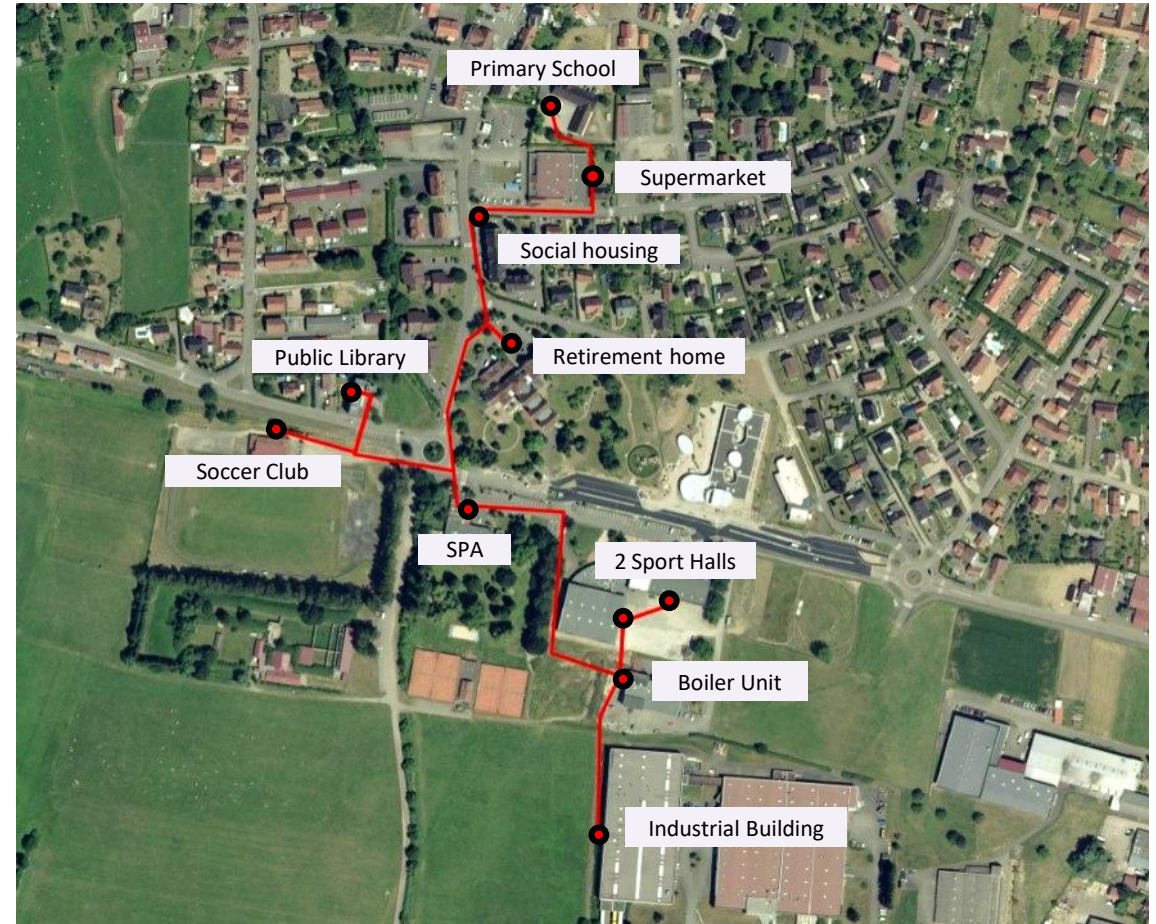 Primary School
Supermarket
Social housing
Public Library
Retirement home
Soccer Club
SPA
2 Sport Halls
Boiler Unit
Industrial Building